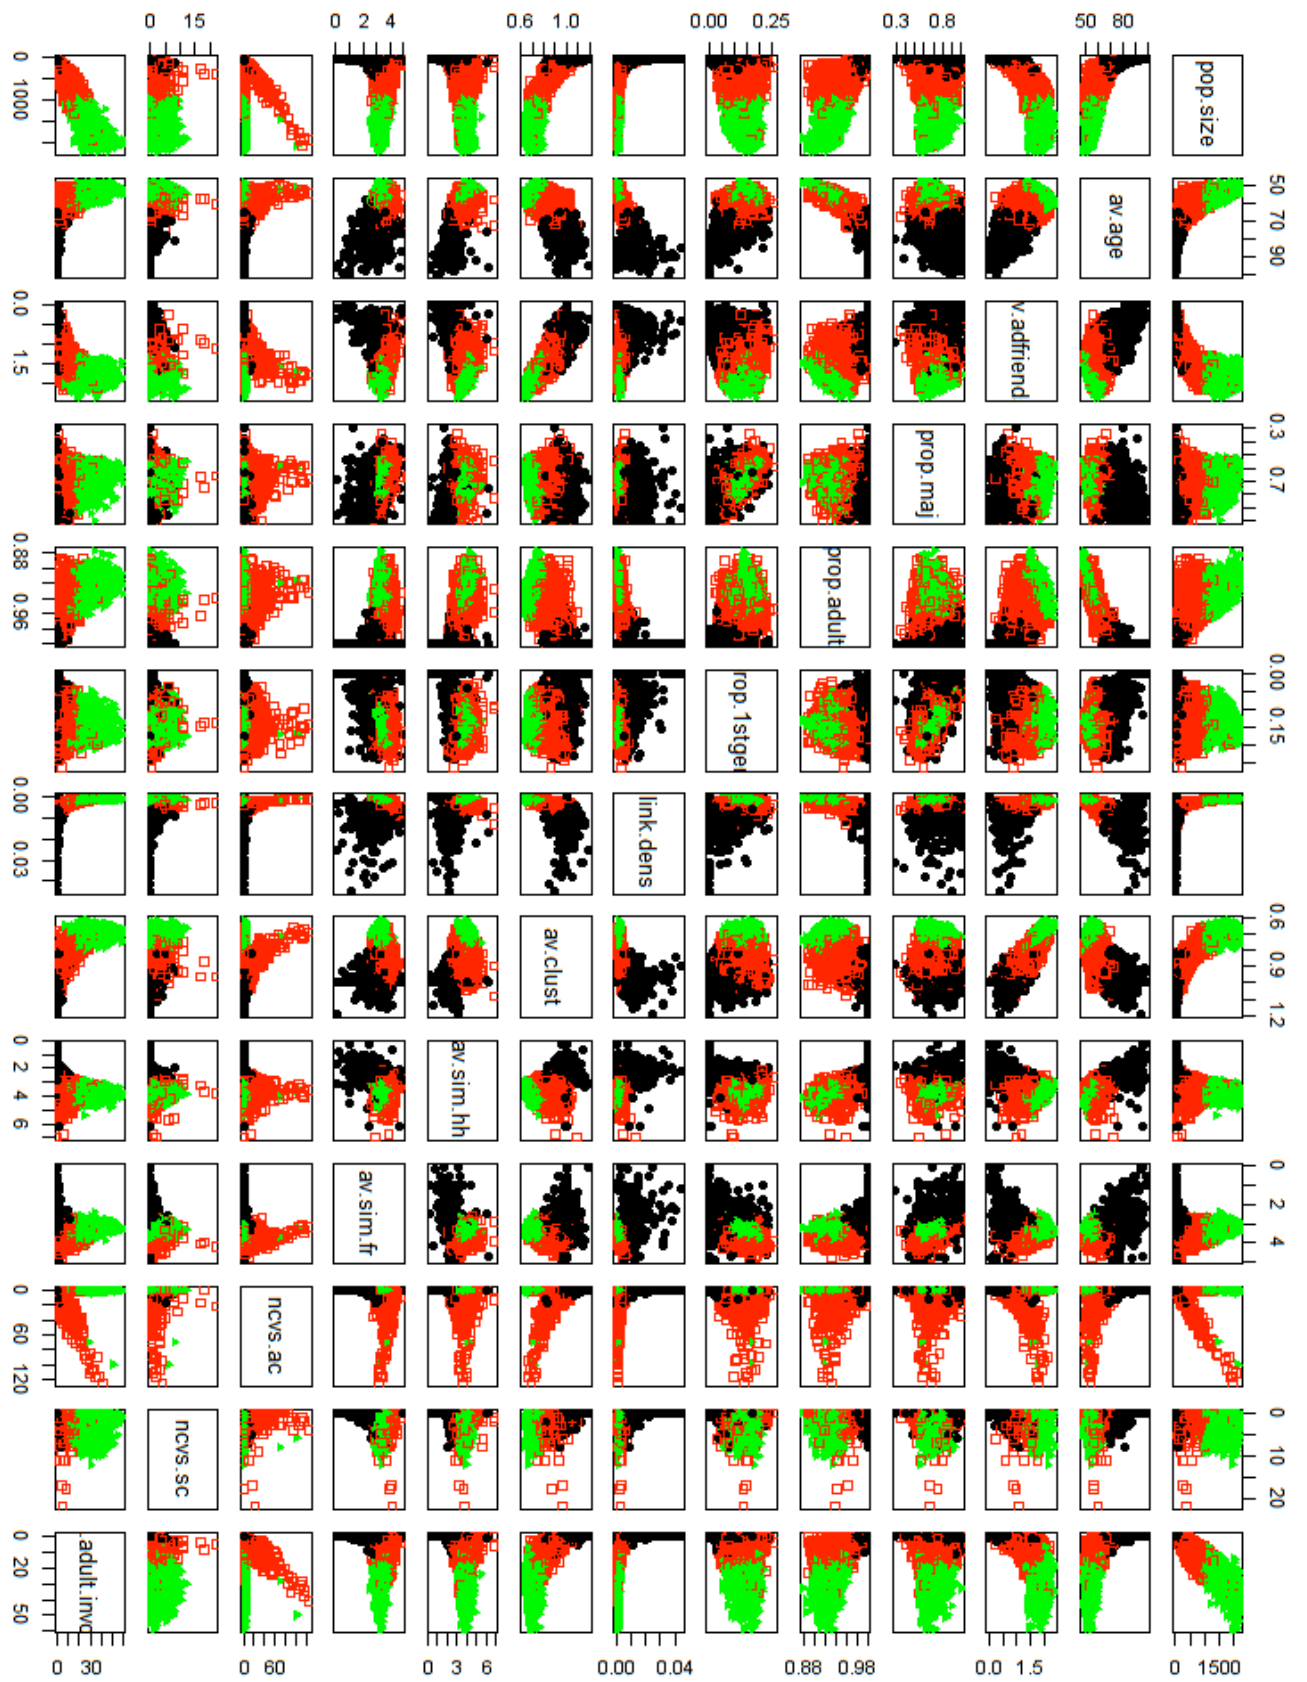 0 15 0 2 4 0.6 1.0 0.00 0.25 0.3 0.8 50 80
0 1000
pop.size
av.age
50 70 90
0.0 1.5
v.adfriend
prop.maj
0.3 0.7
0.88 0.96
prop.adult
rop.1stge
0.00 0.15
0.00 0.03
link.dens
av.clust
0.6 0.9 1.2
0 2 4 6
av.sim.hh
av.sim.fr
0 2 4
0 60 120
ncvs.ac
ncvs.sc
0 10 20
0 20 50
.adult.invo
0 30 0 60 0 3 6 0.00 0.04 0.88 0.98 0.0 1.5 0 1500